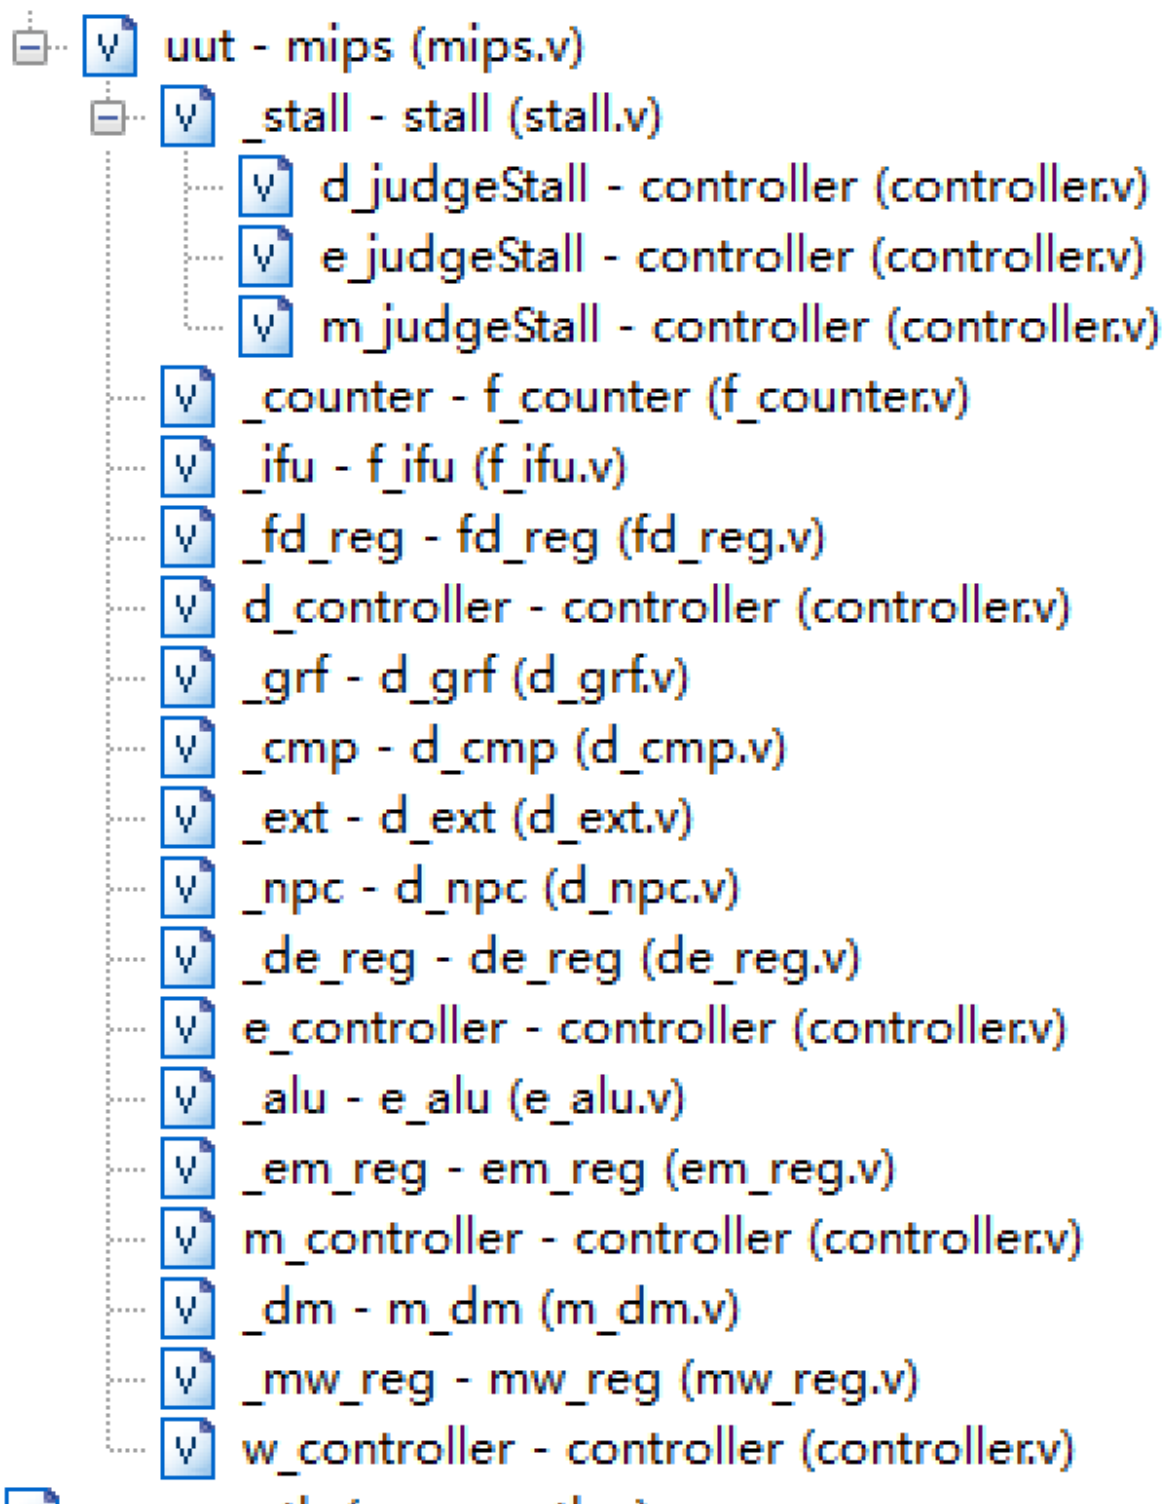 uut - mips (mips.v)
_stall - stall (stall.v)
d_judgeStall - controller (controller.v)
e_judgeStall - controller (controller.v)
m_judgeStall - controller (controller.v)
_counter - f_counter (f_counter.v)
_ifu - f_ifu (f_ifu.v)
_fd_reg - fd_reg (fd_reg.v)
d_controller - controller (controller.v)
_grf - d_grf (d_grf.v)
_cmp - d_cmp (d_cmp.v)
_ext - d_ext (d_ext.v)
_npc - d_npc (d_npc.v)
_de_reg - de_reg (de_reg.v)
e_controller - controller (controller.v)
_alu - e_alu (e_alu.v)
_em_reg - em_reg (em_reg.v)
m_controller - controller (controller.v)
_dm - m_dm (m_dm.v)
_mw_reg - mw_reg (mw_reg.v)
w_controller - controller (controller.v)